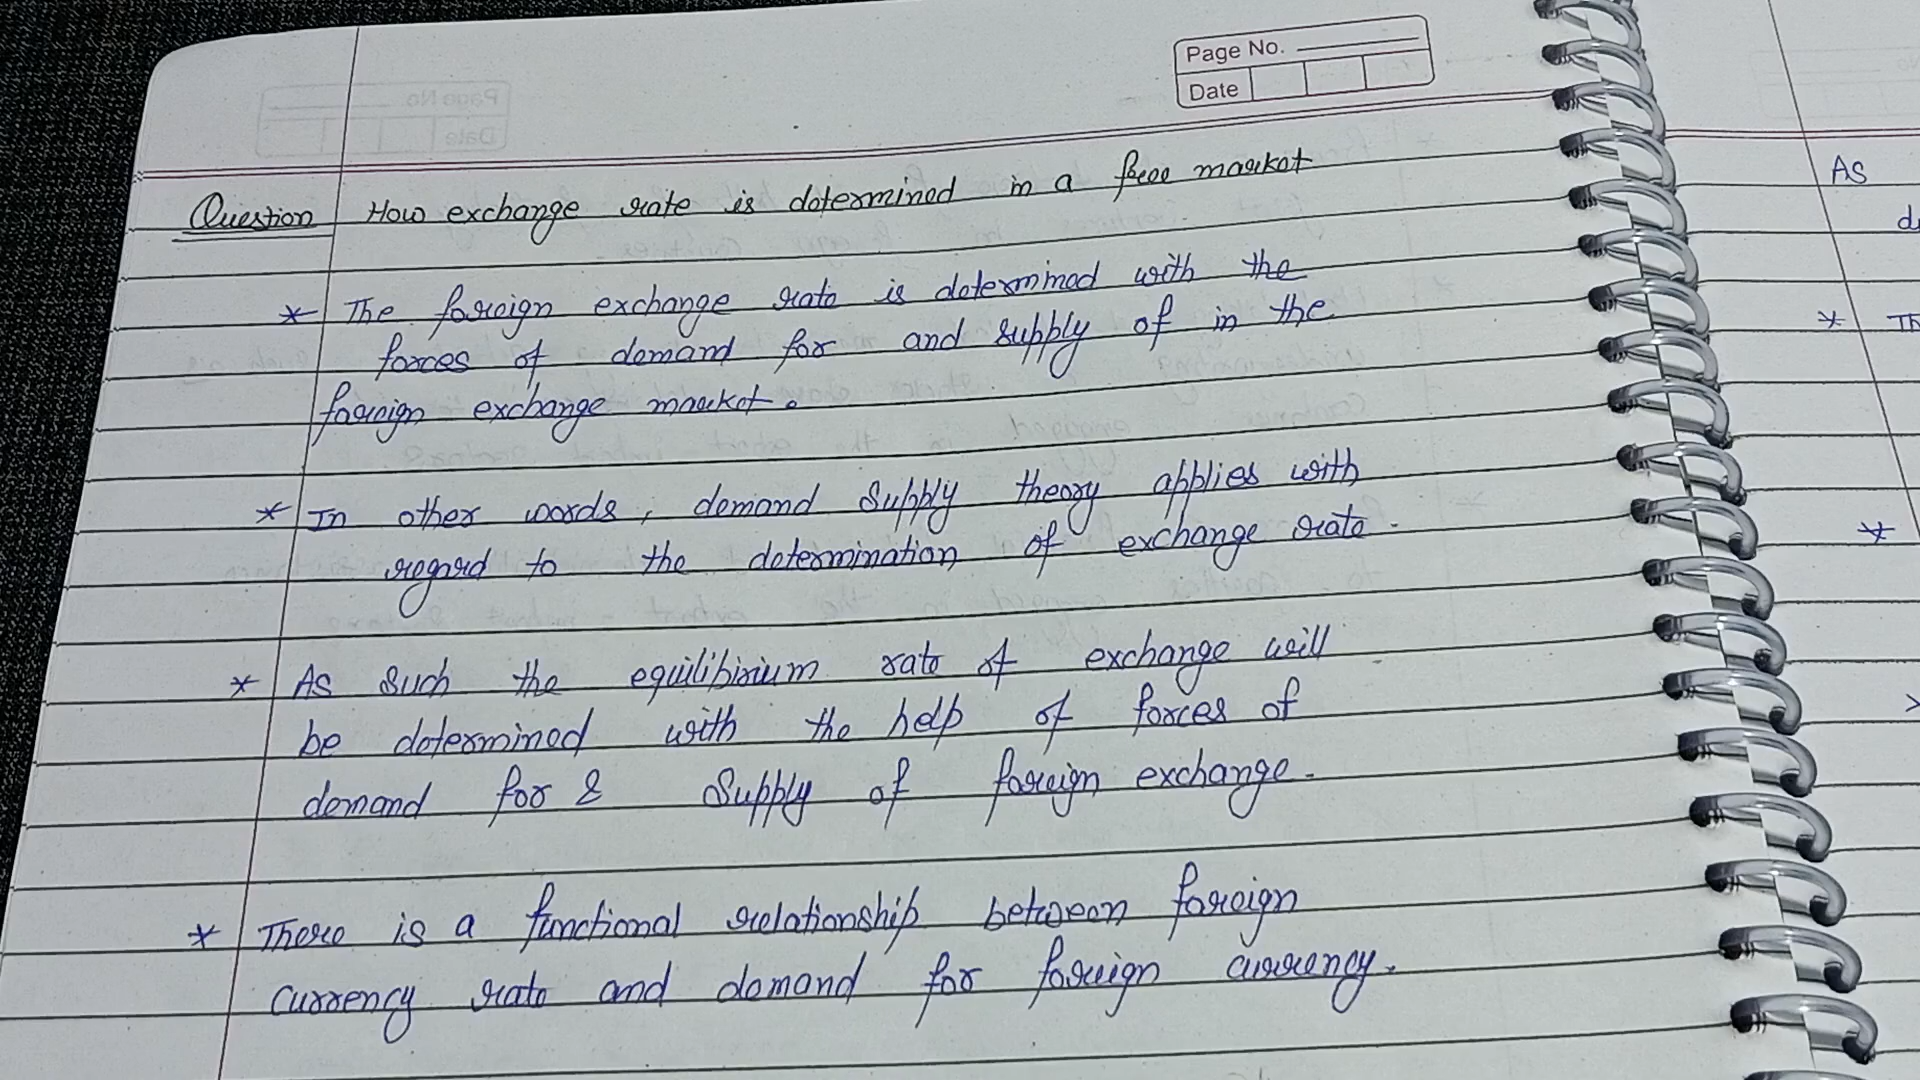 Page No.
Date
Question How exchange rate is determined in a free market
* The foreign exchange rate is determined with the
forces of demand for and supply of in the
foreign exchange market.
* In other words, demand supply theory applies with
regard to the determination of exchange rate.
* As such the equilibirium rate of exchange will
be determined with the help of forces of
demand for & supply of foreign exchange.
* There is a functional relationship between foreign
currency rate and demand for foreign currency.
As
* Th
*